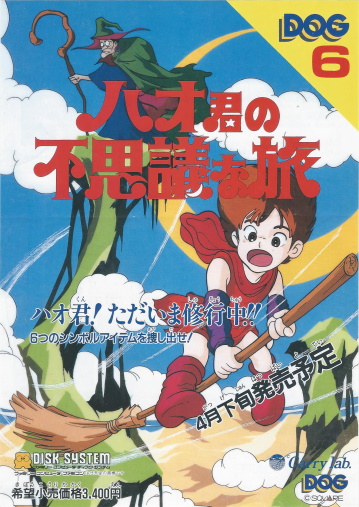 DOG
6
ハオ君の
不思議な旅
ハオ君! ただいま修行中!!
6つのシンボルアイテムを捜し出せ!
4月下旬発売予定
DISK SYSTEM
希望小売価格3,400円
Carry lab.
DOG
©SQUARE